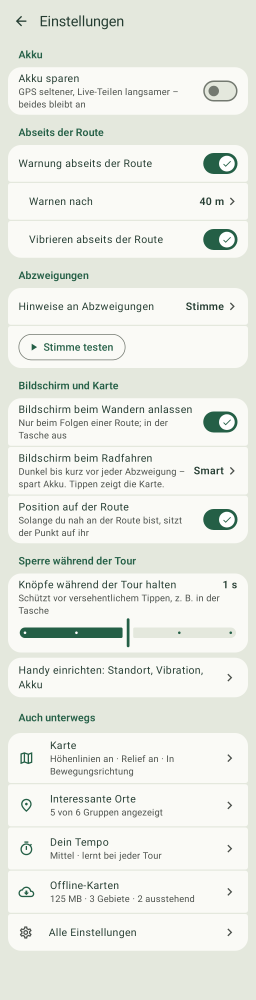 Einstellungen
Akku
Akku sparen
GPS seltener, Live-Teilen langsamer –
beides bleibt an
Abseits der Route
Warnung abseits der Route
Warnen nach 40 m
Vibrieren abseits der Route
Abzweigungen
Hinweise an Abzweigungen Stimme
Stimme testen
Bildschirm und Karte
Bildschirm beim Wandern anlassen
Nur beim Folgen einer Route; in der
Tasche aus
Bildschirm beim Radfahren Smart
Dunkel bis kurz vor jeder Abzweigung –
spart Akku. Tippen zeigt die Karte.
Position auf der Route
Solange du nah an der Route bist, sitzt
der Punkt auf ihr
Sperre während der Tour
Knöpfe während der Tour halten 1 s
Schützt vor versehentlichem Tippen, z. B. in der
Tasche
Handy einrichten: Standort, Vibration,
Akku
Auch unterwegs
Karte
Höhenlinien an · Relief an · In
Bewegungsrichtung
Interessante Orte
5 von 6 Gruppen angezeigt
Dein Tempo
Mittel · lernt bei jeder Tour
Offline-Karten
125 MB · 3 Gebiete · 2 ausstehend
Alle Einstellungen